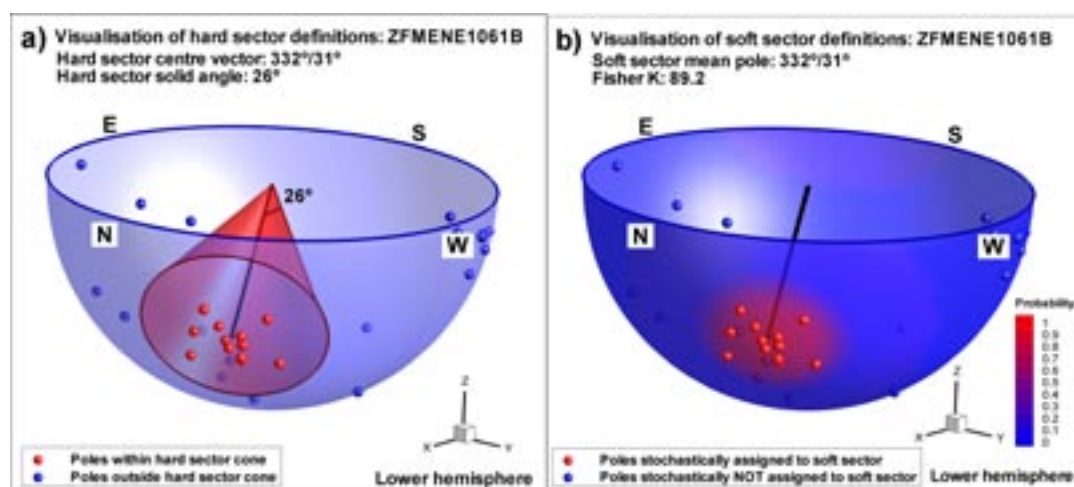 a) Visualisation of hard sector definitions: ZFMENE1061B
Hard sector centre vector: 332°/31°
Hard sector solid angle: 26°
E
S
26°
N
W
Z
X
Y
Poles within hard sector cone
Poles outside hard sector cone
Lower hemisphere
b) Visualisation of soft sector definitions: ZFMENE1061B
Soft sector mean pole: 332°/31°
Fisher K: 89.2
E
S
N
W
Probability
1
0.9
0.8
0.7
0.6
0.5
0.4
0.3
0.2
0.1
0
Z
X
Y
Poles stochastically assigned to soft sector
Poles stochastically NOT assigned to soft sector
Lower hemisphere